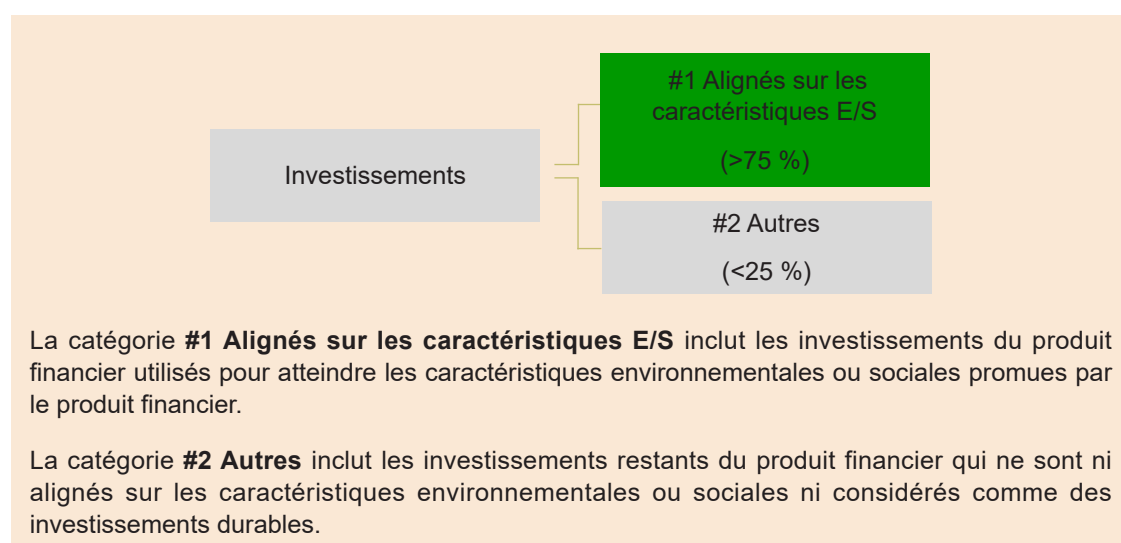 #1 Alignés sur les
caractéristiques E/S
(>75 %)
Investissements
#2 Autres
(<25 %)
La catégorie #1 Alignés sur les caractéristiques E/S inclut les investissements du produit
financier utilisés pour atteindre les caractéristiques environnementales ou sociales promues par
le produit financier.
La catégorie #2 Autres inclut les investissements restants du produit financier qui ne sont ni
alignés sur les caractéristiques environnementales ou sociales ni considérés comme des
investissements durables.